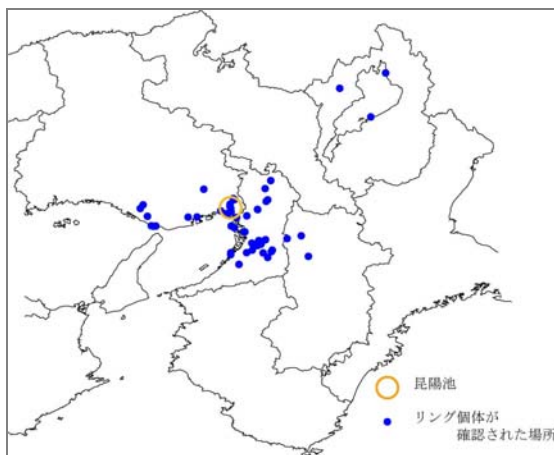 昆陽池
リング個体が
確認された場所